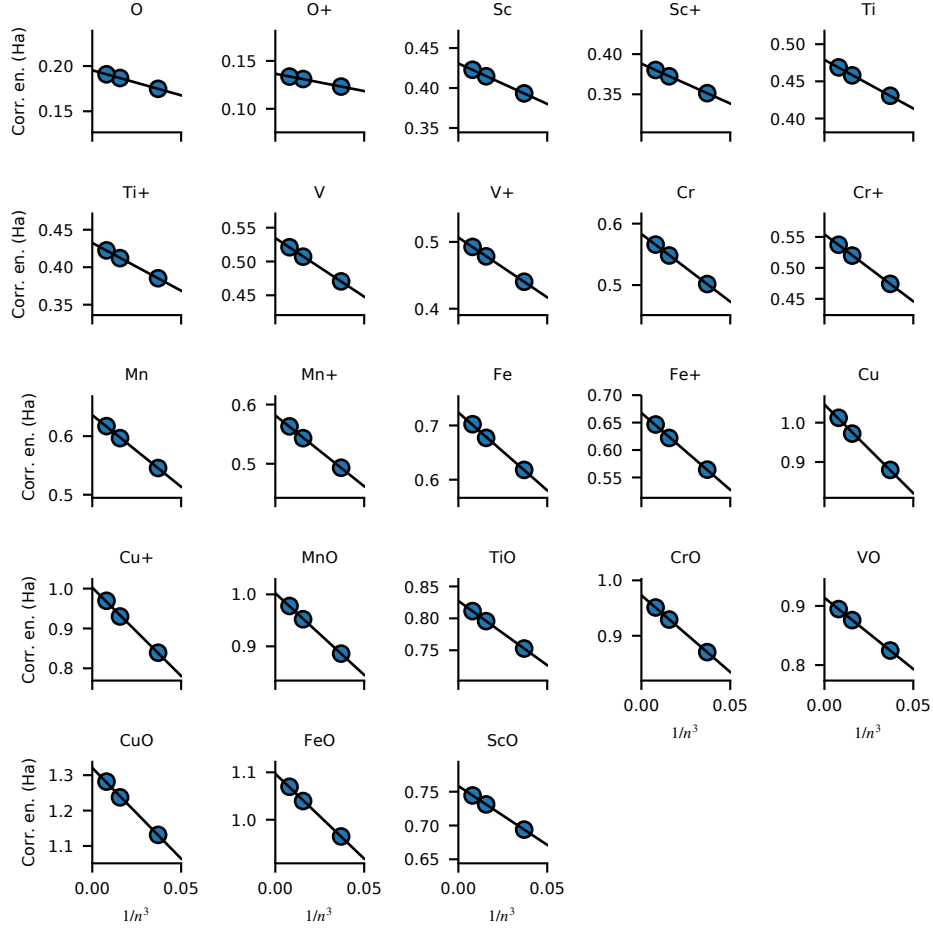 O
O+
Sc
Sc+
Ti
Corr. en. (Ha)
0.20
0.15
0.15
0.10
0.45
0.40
0.35
0.40
0.35
0.50
0.45
0.40
Ti+
V
V+
Cr
Cr+
Corr. en. (Ha)
0.45
0.40
0.35
0.55
0.50
0.45
0.5
0.4
0.6
0.5
0.55
0.50
0.45
Mn
Mn+
Fe
Fe+
Cu
Corr. en. (Ha)
0.6
0.5
0.6
0.5
0.7
0.6
0.70
0.65
0.60
0.55
1.0
0.9
Cu+
MnO
TiO
CrO
VO
Corr. en. (Ha)
1.0
0.9
0.8
1.0
0.9
0.85
0.80
0.75
1.0
0.9
0.9
0.8
0.00
0.05
1/n³
0.00
0.05
1/n³
CuO
FeO
ScO
Corr. en. (Ha)
1.3
1.2
1.1
1.1
1.0
0.75
0.70
0.65
0.00
0.05
1/n³
0.00
0.05
1/n³
0.00
0.05
1/n³